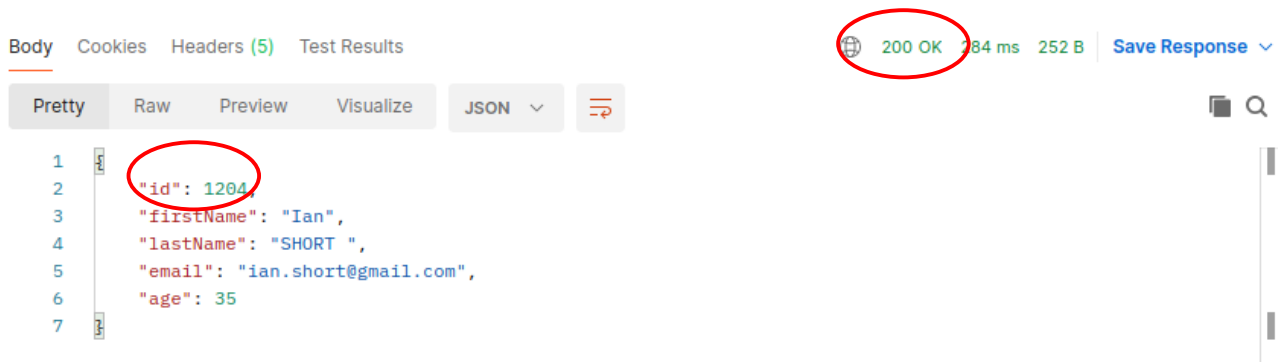 Body Cookies Headers (5) Test Results 200 OK 284 ms 252 B Save Response
Pretty Raw Preview Visualize JSON
1 {
2 "id": 1204,
3 "firstName": "Ian",
4 "lastName": "SHORT ",
5 "email": "ian.short@gmail.com",
6 "age": 35
7 }